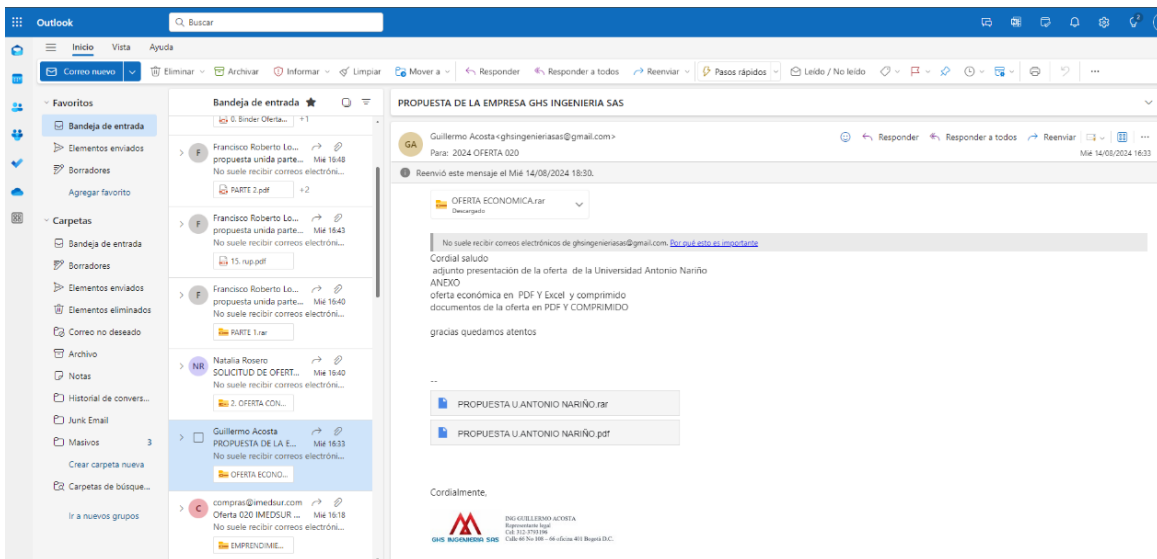 Outlook
Buscar
Inicio Vista Ayuda
Correo nuevo Eliminar Archivar Informar Limpiar Mover a Responder Responder a todos Reenviar Pasos rápidos Leído / No leído
Favoritos
Bandeja de entrada
Elementos enviados
Borradores
Agregar favorito
Carpetas
Bandeja de entrada
Borradores
Elementos enviados
Elementos eliminados
Correo no deseado
Archivo
Notas
Historial de convers...
Junk Email
Masivos 3
Crear carpeta nueva
Carpetas de búsque...
Ir a nuevos grupos
Bandeja de entrada
0. Binder Oferta... +1
F
Francisco Roberto Lo...
propuesta unida parte... Mié 16:48
No suele recibir correos electróni...
PARTE 2.pdf +2
F
Francisco Roberto Lo...
propuesta unida parte... Mié 16:43
No suele recibir correos electróni...
15. rup.pdf
F
Francisco Roberto Lo...
propuesta unida parte... Mié 16:40
No suele recibir correos electróni...
PARTE 1.rar
NR
Natalia Rosero
SOLICITUD DE OFERT... Mié 16:40
No suele recibir correos electróni...
2. OFERTA CON...
Guillermo Acosta
PROPUESTA DE LA E... Mié 16:33
No suele recibir correos electróni...
OFERTA ECONO...
C
compras@imedsur.com
Oferta 020 IMEDSUR ... Mié 16:18
No suele recibir correos electróni...
EMPRENDIMIE...
PROPUESTA DE LA EMPRESA GHS INGENIERIA SAS
GA
Guillermo Acosta<ghsingenieriasas@gmail.com>
Para: 2024 OFERTA 020
Responder Responder a todos Reenviar
Mié 14/08/2024 16:33
Reenvió este mensaje el Mié 14/08/2024 18:30.
OFERTA ECONOMICA.rar
Descargado
No suele recibir correos electrónicos de ghsingenieriasas@gmail.com. Por qué esto es importante
Cordial saludo
adjunto presentación de la oferta de la Universidad Antonio Nariño
ANEXO
oferta económica en PDF Y Excel y comprimido
documentos de la oferta en PDF Y COMPRIMIDO
gracias quedamos atentos
--
PROPUESTA U.ANTONIO NARIÑO.rar
PROPUESTA U.ANTONIO NARIÑO.pdf
Cordialmente,
GHS INGENIERIA SAS
ING GUILLERMO ACOSTA
Representante legal
Calle 60 No 10B – 66 oficina 401 Bogotá D.C.